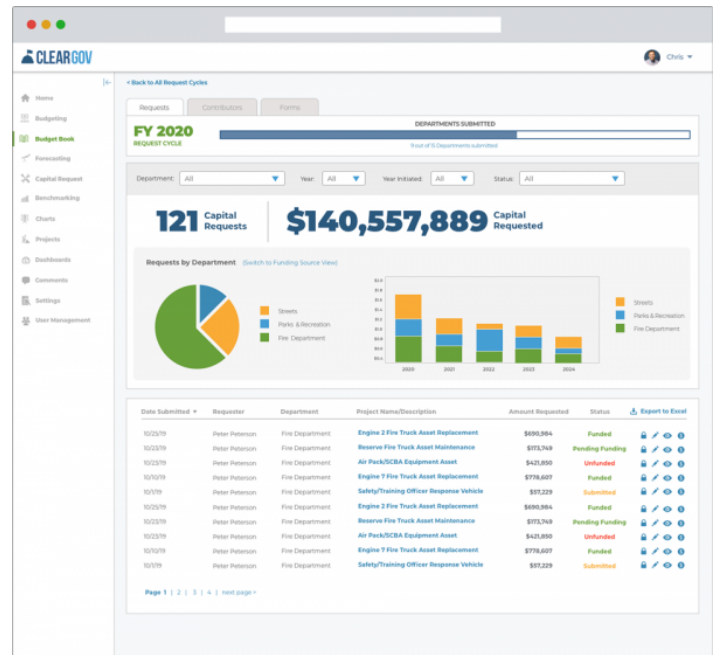 CLEARGOV
Chris
Home
Budgeting
Budget Book
Forecasting
Capital Request
Benchmarking
Charts
Projects
Dashboards
Comments
Settings
User Management
< Back to All Request Cycles
Requests Contributors Forms
FY 2020
REQUEST CYCLE
DEPARTMENTS SUBMITTED
9 out of 15 Departments submitted
Department: All Year: All Year Initiated: All Status: All
121 Capital Requests $140,557,889 Capital Requested
Requests by Department (Switch to Funding Source View)
Streets
Parks & Recreation
Fire Department
2020 2021 2022 2023 2024
Streets
Parks & Recreation
Fire Department
Date Submitted Requester Department Project Name/Description Amount Requested Status Export to Excel
10/25/19 Peter Peterson Fire Department Engine 2 Fire Truck Asset Replacement $690,984 Funded
10/23/19 Peter Peterson Fire Department Reserve Fire Truck Asset Maintenance $173,749 Pending Funding
10/23/19 Peter Peterson Fire Department Air Pack/SCBA Equipment Asset $421,850 Unfunded
10/10/19 Peter Peterson Fire Department Engine 7 Fire Truck Asset Replacement $778,607 Funded
10/1/19 Peter Peterson Fire Department Safety/Training Officer Response Vehicle $57,229 Submitted
10/25/19 Peter Peterson Fire Department Engine 2 Fire Truck Asset Replacement $690,984 Funded
10/23/19 Peter Peterson Fire Department Reserve Fire Truck Asset Maintenance $173,749 Pending Funding
10/23/19 Peter Peterson Fire Department Air Pack/SCBA Equipment Asset $421,850 Unfunded
10/10/19 Peter Peterson Fire Department Engine 7 Fire Truck Asset Replacement $778,607 Funded
10/1/19 Peter Peterson Fire Department Safety/Training Officer Response Vehicle $57,229 Submitted
Page 1 | 2 | 3 | 4 | next page >